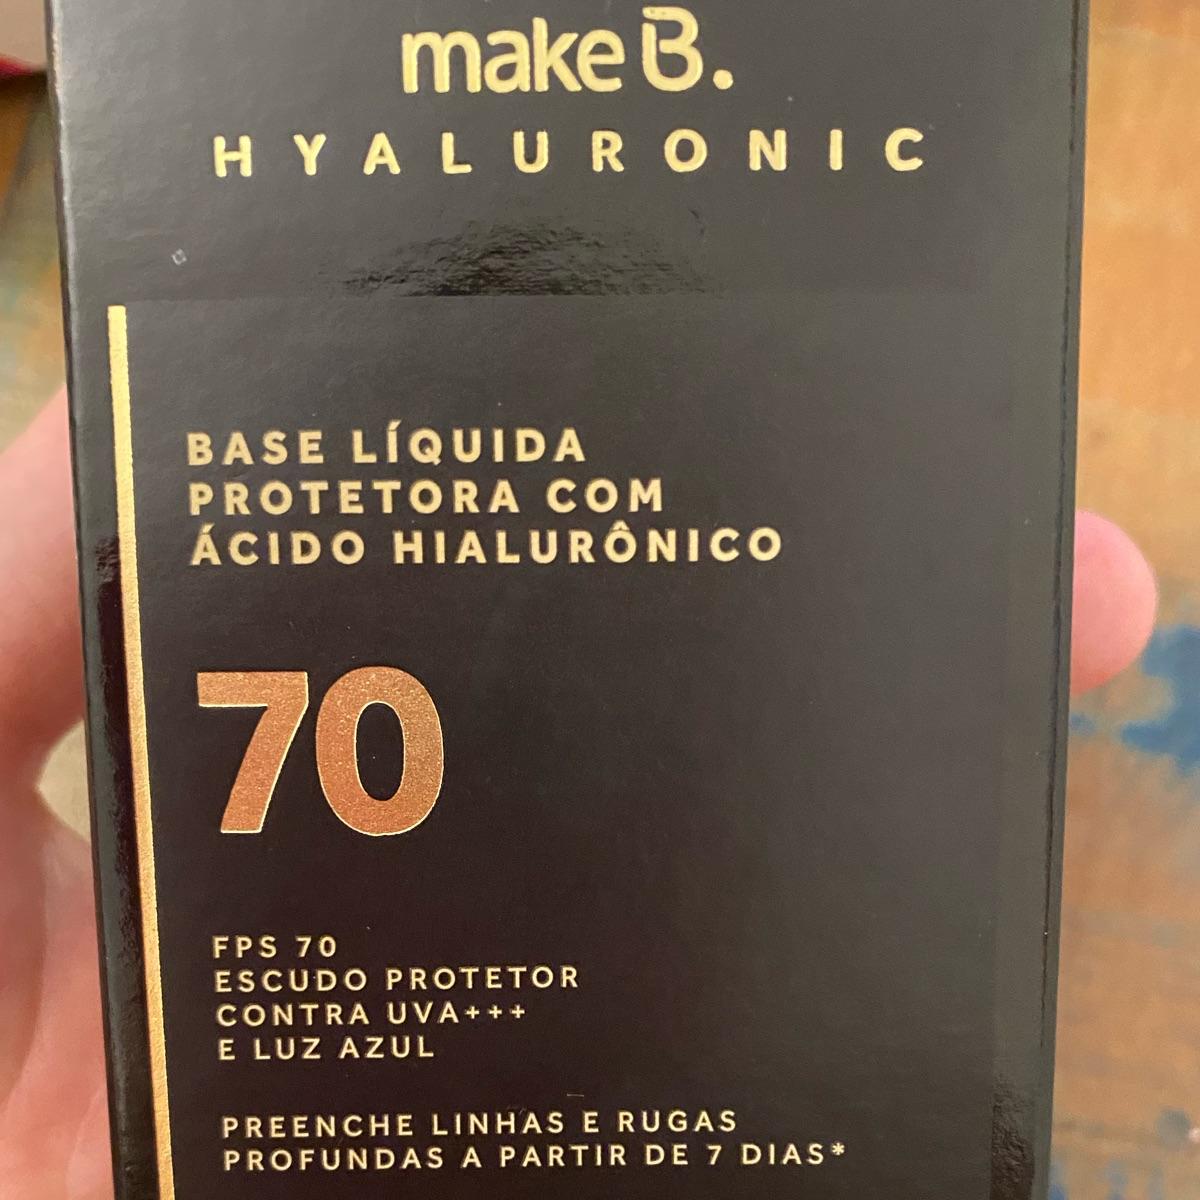 make B.
HYALURONIC
BASE LÍQUIDA
PROTETORA COM
ÁCIDO HIALURÔNICO
70
FPS 70
ESCUDO PROTETOR
CONTRA UVA+++
E LUZ AZUL
PREENCHE LINHAS E RUGAS
PROFUNDAS A PARTIR DE 7 DIAS*